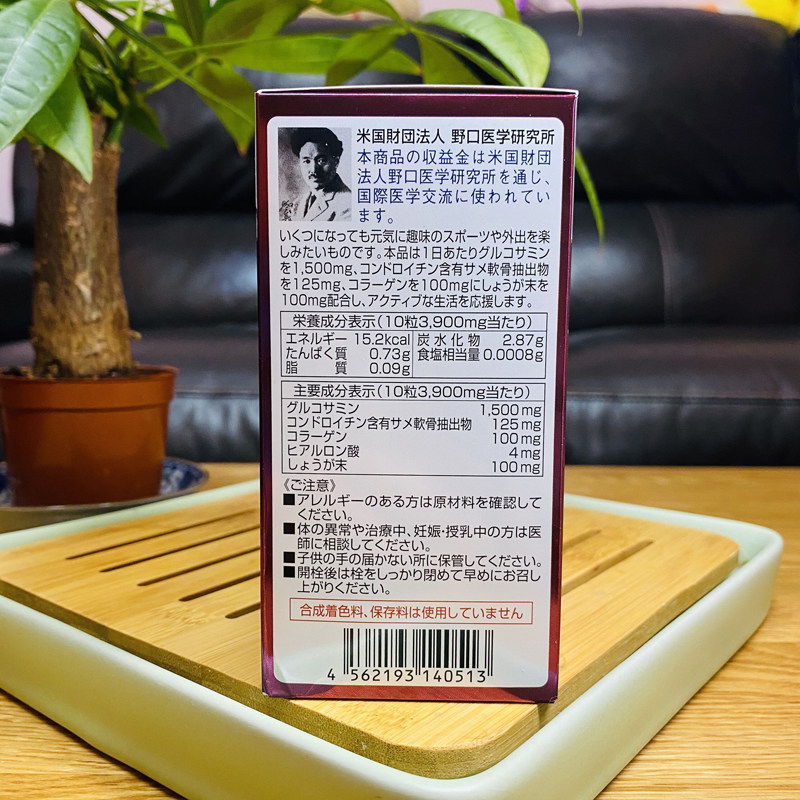 米国財団法人 野口医学研究所
本商品の収益金は米国財団
法人野口医学研究所を通じ、
国際医学交流に使われてい
ます。
いくつになっても元気に趣味のスポーツや外出を楽
しみたいものです。本品は1日あたりグルコサミン
を1,500mg、コンドロイチン含有サメ軟骨抽出物
を125mg、コラーゲンを100mgにしょうが末を
100mg配合し、アクティブな生活を応援します。
栄養成分表示(10粒3,900mg当たり)
エネルギー 15.2kcal 炭水化物 2.87g
たんぱく質 0.73g 食塩相当量 0.0008g
脂質 0.09g
主要成分表示(10粒3,900mg当たり)
グルコサミン 1,500mg
コンドロイチン含有サメ軟骨抽出物 125mg
コラーゲン 100mg
ヒアルロン酸 4mg
しょうが末 100mg
《ご注意》
■アレルギーのある方は原材料を確認して
ください。
■体の異常や治療中、妊娠・授乳中の方は医
師に相談してください。
■子供の手の届かない所に保管してください。
■開栓後は栓をしっかり閉めて早めにお召し
上がりください。
合成着色料、保存料は使用していません
4 562193 140513